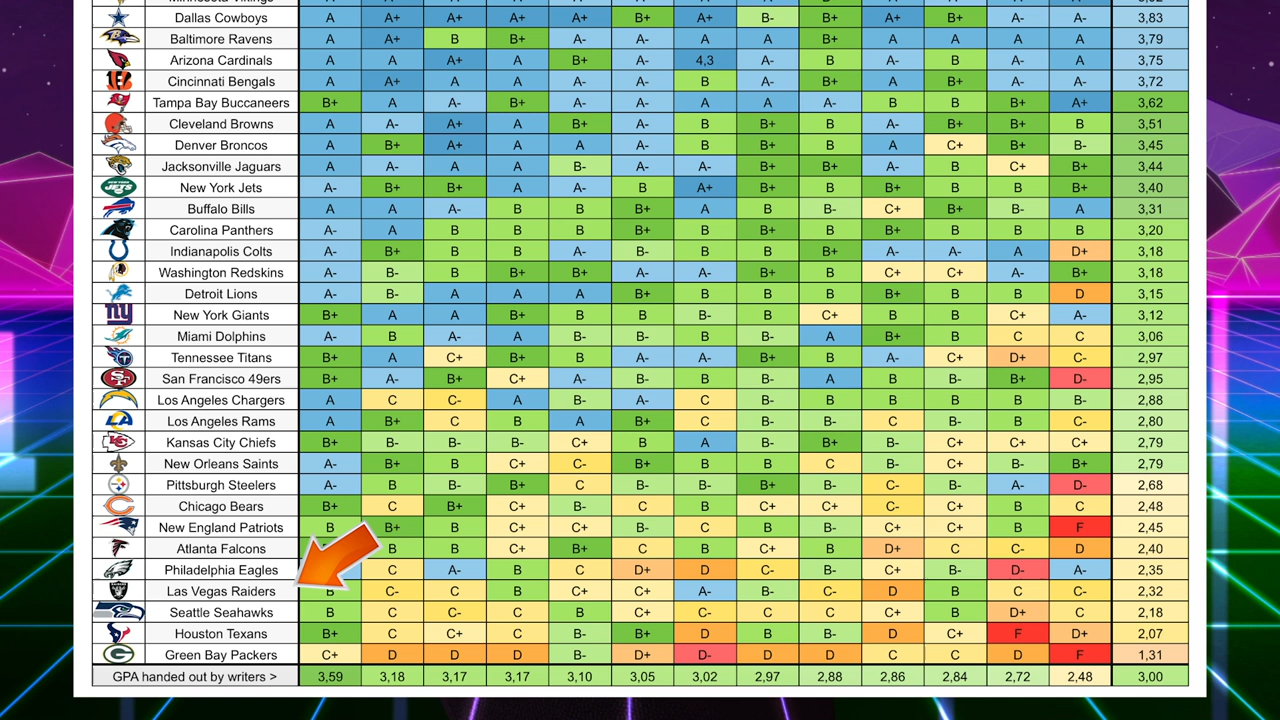 Dallas Cowboys A A+ A+ A+ A+ B+ A+ B- B+ A+ B+ A- A- 3,83
Baltimore Ravens A A+ B B+ A- A- A A B+ A A A A 3,79
Arizona Cardinals A A A+ A B+ A- 4,3 A- B A- B A- A 3,75
Cincinnati Bengals A A+ A A A- A- B A- B+ A B+ A- A- 3,72
Tampa Bay Buccaneers B+ A A- B+ A- A- A A A- B B B+ A+ 3,62
Cleveland Browns A A- A+ A B+ A- B B+ B A- B+ B+ B 3,51
Denver Broncos A B+ A+ A A A- B B+ B A C+ B+ B- 3,45
Jacksonville Jaguars A A- A A B- A- A- B+ B+ A- B C+ B+ 3,44
New York Jets A- B+ B+ A A- B A+ B+ B B+ B B B+ 3,40
Buffalo Bills A A A- B B B+ A B B- C+ B+ B- A 3,31
Carolina Panthers A- A B B B B+ B B+ B B B B B 3,20
Indianapolis Colts A- B+ B B A- B- B B B+ A- A- A D+ 3,18
Washington Redskins A- B- B B+ B+ A- A- B+ B C+ C+ A- B+ 3,18
Detroit Lions A- B- A A A B+ B B B B+ B B D 3,15
New York Giants B+ A A B+ B B B- B C+ B B C+ A- 3,12
Miami Dolphins A- B A- A B- B- B B- A B+ B C C 3,06
Tennessee Titans B+ A C+ B+ B A- A- B+ B A- C+ D+ C- 2,97
San Francisco 49ers B+ A- B+ C+ A- B- B B- A B B- B+ D- 2,95
Los Angeles Chargers A C C- A B- A- C B- B B B B B- 2,88
Los Angeles Rams A B+ C B A B+ C B- B- C B- B- C- 2,80
Kansas City Chiefs B+ B- B- B- C+ B A B- B+ B- C+ C+ C+ 2,79
New Orleans Saints A- B+ B C+ C- B+ B B C B- C+ B- B+ 2,79
Pittsburgh Steelers A- B B- B+ C B- B- B+ B- C- B- A- D- 2,68
Chicago Bears B+ C B+ C+ B- C B C+ C+ C- C+ B C 2,48
New England Patriots B B+ B C+ C+ B- C B B- C+ C+ B F 2,45
Atlanta Falcons B B C+ B+ C B C+ B D+ C C- D 2,40
Philadelphia Eagles C A- B C D+ D C- B- C+ B- D- A- 2,35
Las Vegas Raiders B C- C B C+ C+ A- B- C- D B C C- 2,32
Seattle Seahawks B C C- C B C+ C- C C C+ B D+ C 2,18
Houston Texans B+ C C+ C B- B+ D B B- D C+ F D+ 2,07
Green Bay Packers C+ D D D B- D+ D- D D C C D F 1,31
GPA handed out by writers > 3,59 3,18 3,17 3,17 3,10 3,05 3,02 2,97 2,88 2,86 2,84 2,72 2,48 3,00